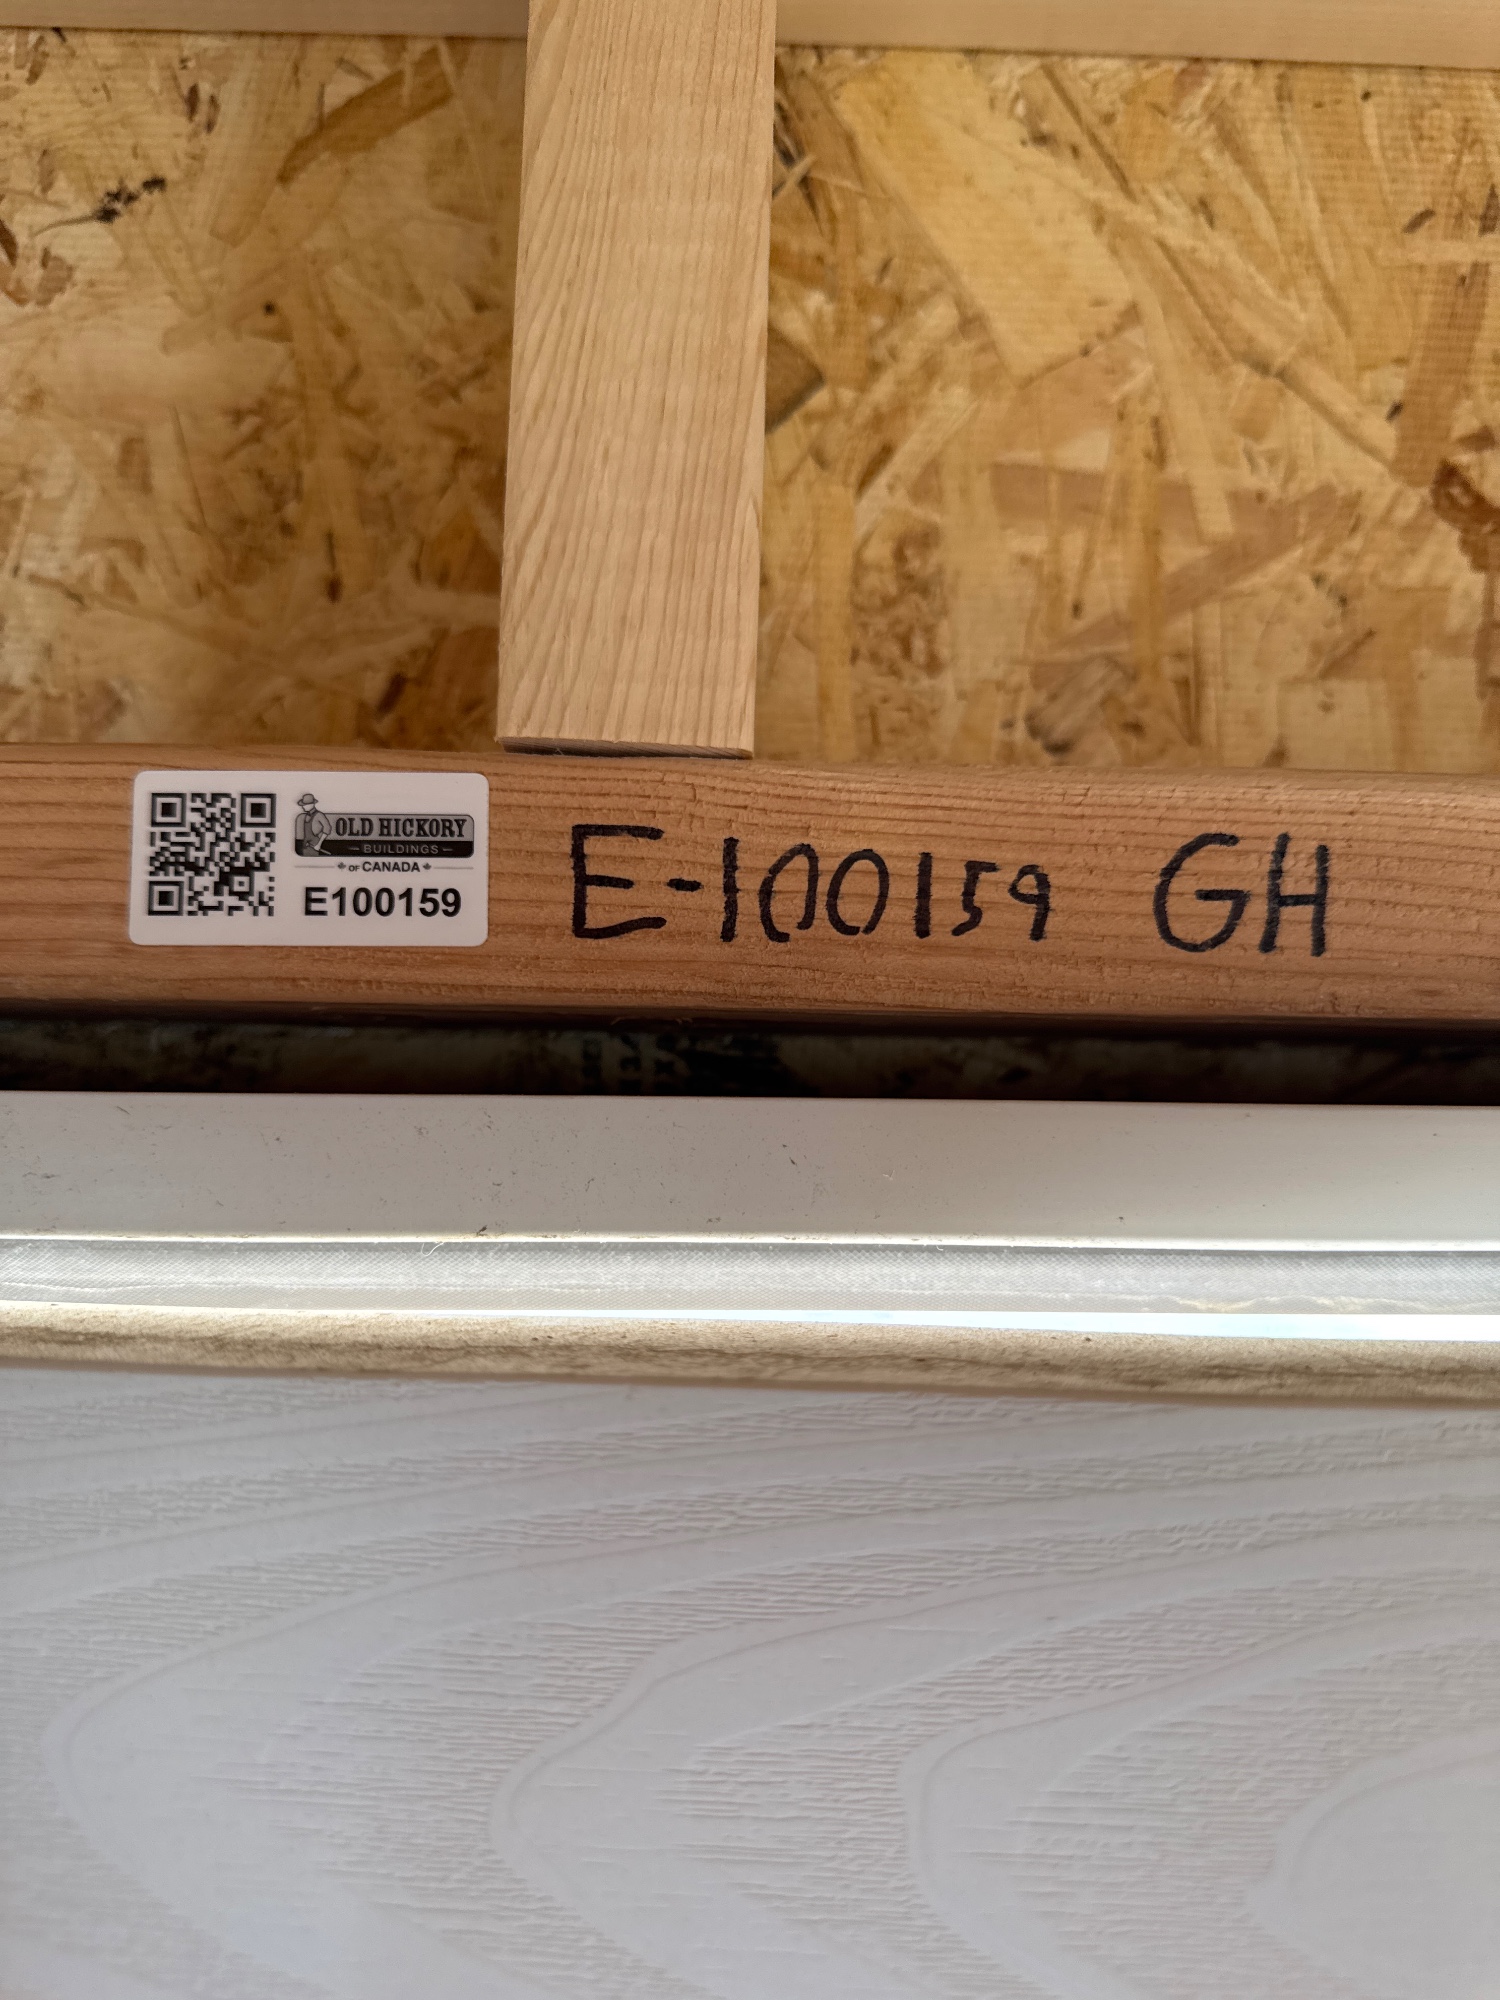 OLD HICKORY
BUILDINGS
OF CANADA
E100159
E-100159 GH